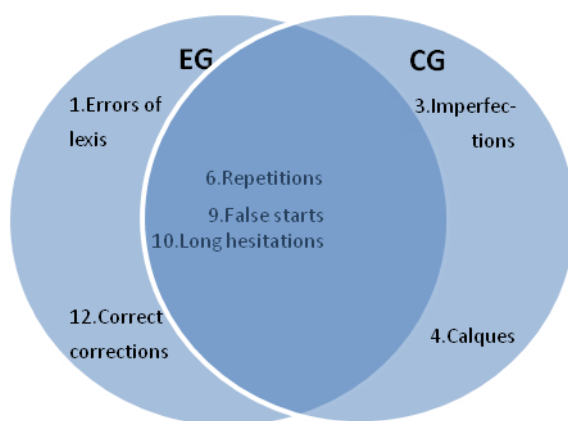 EG
CG
1.Errors of
lexis
3.Imperfec-
tions
6.Repetitions
9.False starts
10.Long hesitations
12.Correct
corrections
4.Calques